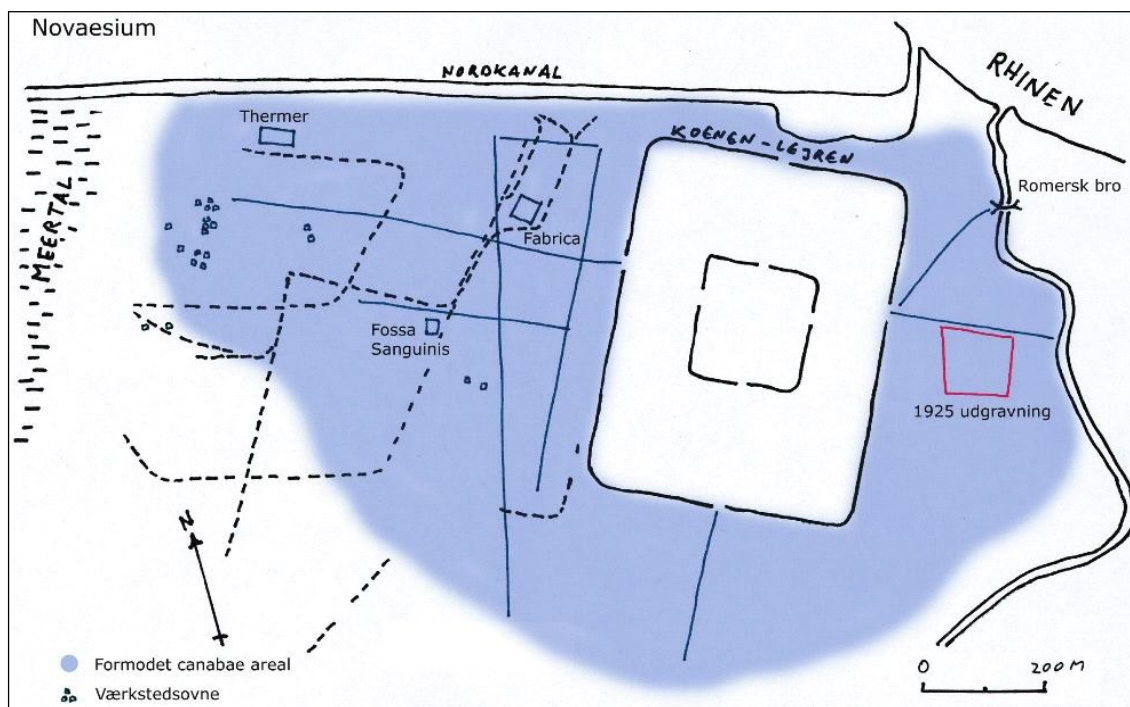 Novaesium
NORDKANAL
RHINEN
Thermer
KOENEN-LEJREN
MEERTAL
Romersk bro
Fabrica
Fossa
Sanguinis
1925 udgravning
N
Formodet canabae areal
Værkstedsovne
0 200 M